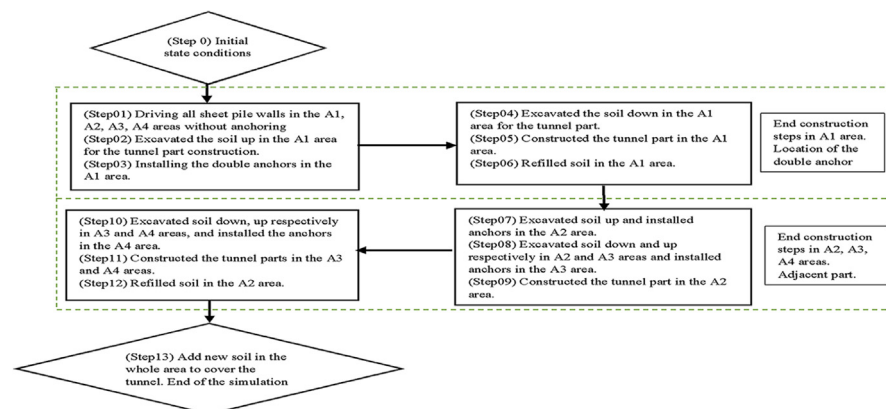 (Step 0) Initial
state conditions
(Step01) Driving all sheet pile walls in the A1,
A2, A3, A4 areas without anchoring
(Step02) Excavated the soil up in the A1 area
for the tunnel part construction.
(Step03) Installing the double anchors in the
A1 area.
(Step04) Excavated the soil down in the A1
area for the tunnel part.
(Step05) Constructed the tunnel part in the A1
area.
(Step06) Refilled soil in the A1 area.
End construction
steps in A1 area.
Location of the
double anchor
(Step07) Excavated soil up and installed
anchors in the A2 area.
(Step08) Excavated soil down and up
respectively in A2 and A3 areas and installed
anchors in the A3 area.
(Step09) Constructed the tunnel part in the A2
area.
End construction
steps in A2, A3,
A4 areas.
Adjacent part.
(Step10) Excavated soil down, up respectively
in A3 and A4 areas, and installed the anchors
in the A4 area.
(Step11) Constructed the tunnel parts in the A3
and A4 areas.
(Step12) Refilled soil in the A2 area.
(Step13) Add new soil in the
whole area to cover the
tunnel. End of the simulation